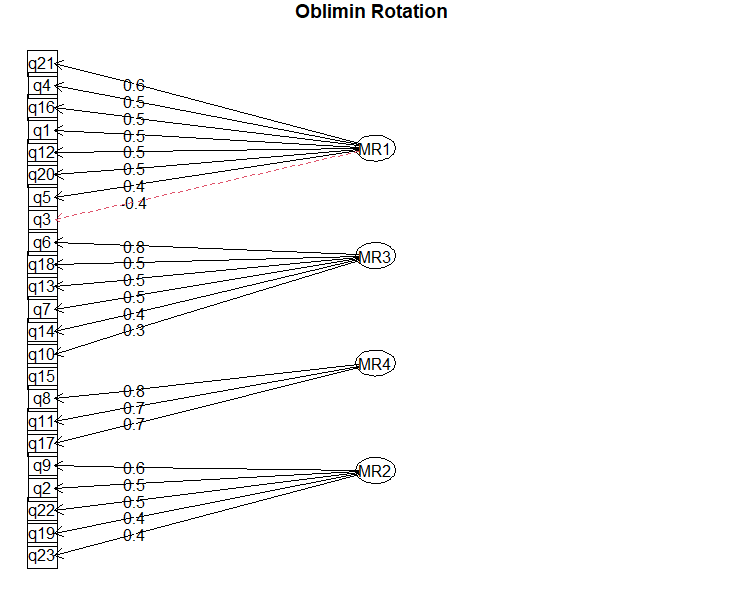 Oblimin Rotation
q21
0.6
q4
0.5
q16
0.5
q1
0.5
MR1
q12
0.5
q20
0.5
q5
0.4
q3
-0.4
q6
0.8
q18
0.5
MR3
q13
0.5
q7
0.5
q14
0.4
q10
0.3
q15
MR4
q8
0.8
q11
0.7
q17
0.7
q9
0.6
MR2
q2
0.5
q22
0.5
q19
0.4
q23
0.4